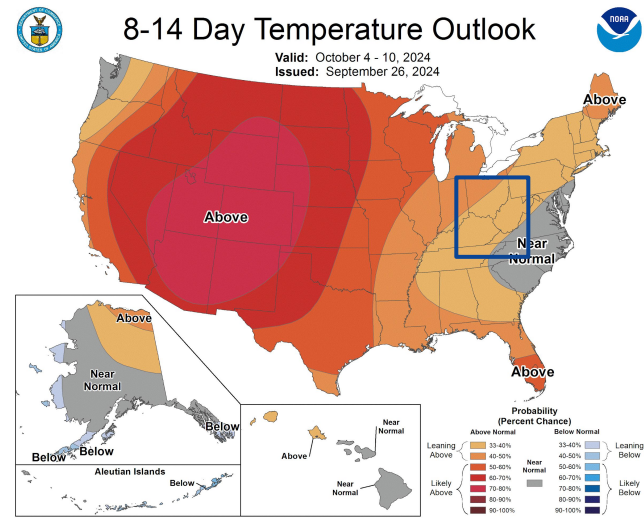 8-14 Day Temperature Outlook
NOAA
Valid: October 4 - 10, 2024
Issued: September 26, 2024
Above
Above
Near
Normal
Above
Above
Near
Normal
Below
Below
Below
Aleutian Islands
Below
Above
Near
Normal
Near
Normal
Probability
(Percent Chance)
Above Normal
Below Normal
Leaning
Above
33-40%
40-50%
33-40%
40-50%
Leaning
Below
Likely
Above
50-60%
60-70%
70-80%
80-90%
90-100%
Near
Normal
50-60%
60-70%
70-80%
80-90%
90-100%
Likely
Below